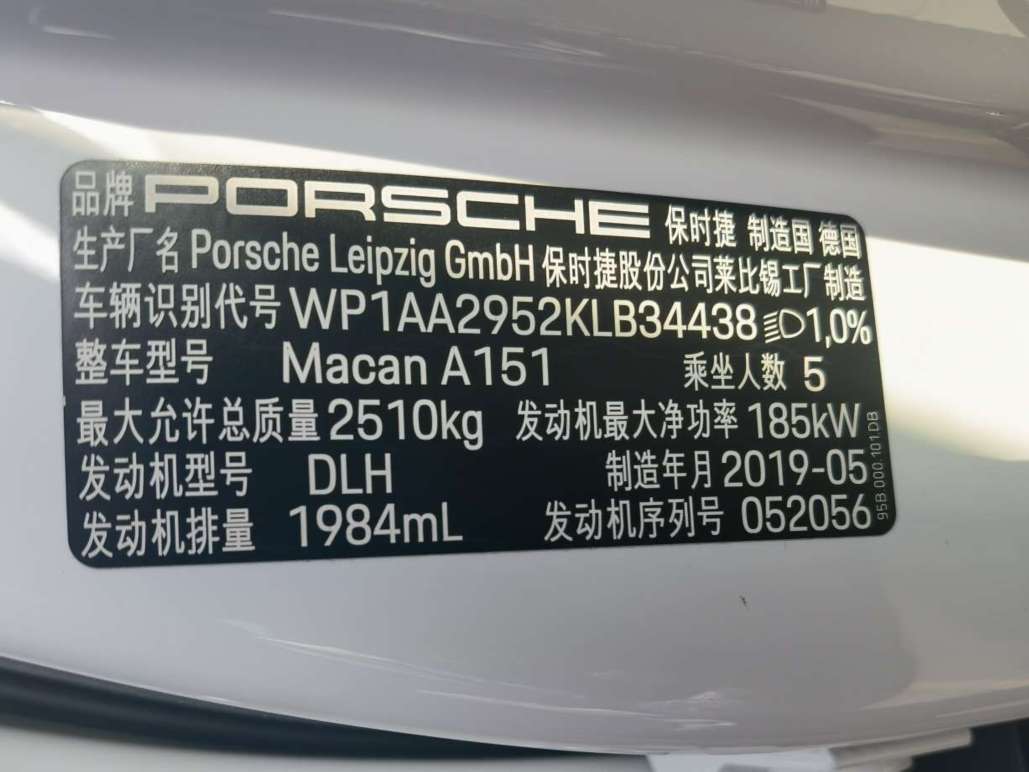 品牌 PORSCHE 保时捷 制造国 德国
生产厂名 Porsche Leipzig GmbH 保时捷股份公司莱比锡工厂制造
车辆识别代号 WP1AA2952KLB34438 1,0%
整车型号 Macan A151 乘坐人数 5
最大允许总质量 2510kg 发动机最大净功率 185kW
发动机型号 DLH 制造年月 2019-05
发动机排量 1984mL 发动机序列号 052056
95B.000.101.DB